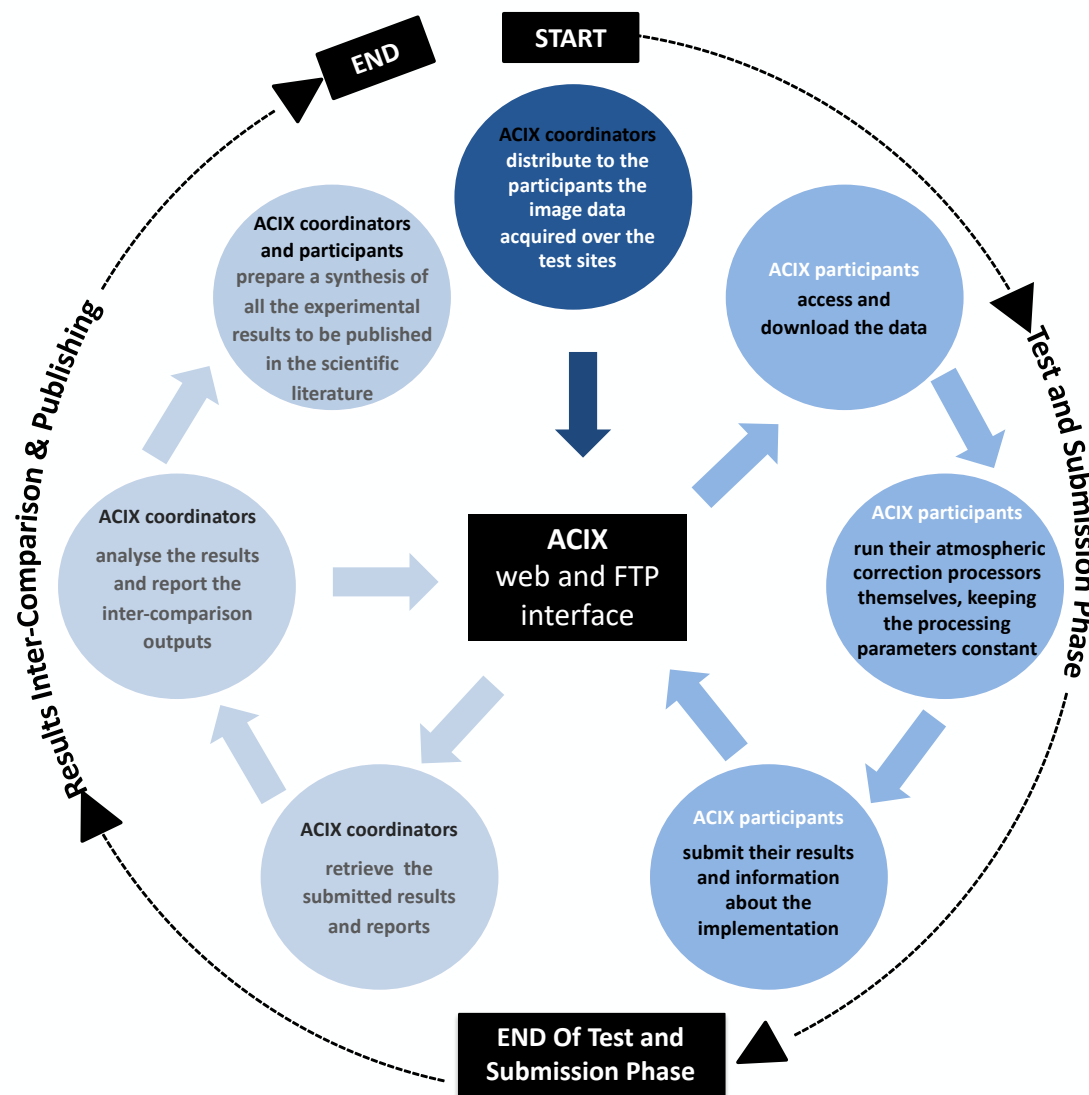 END
START
ACIX coordinators
distribute to the
participants the
image data
acquired over the
test sites
ACIX participants
access and
download the data
Test and Submission Phase
ACIX participants
run their atmospheric
correction processors
themselves, keeping
the processing
parameters constant
ACIX participants
submit their results
and information
about the
implementation
ACIX
web and FTP
interface
END Of Test and
Submission Phase
ACIX coordinators
retrieve the
submitted results
and reports
ACIX coordinators
analyse the results
and report the
inter-comparison
outputs
ACIX coordinators
and participants
prepare a synthesis of
all the experimental
results to be published
in the scientific
literature
Results Inter-Comparison & Publishing